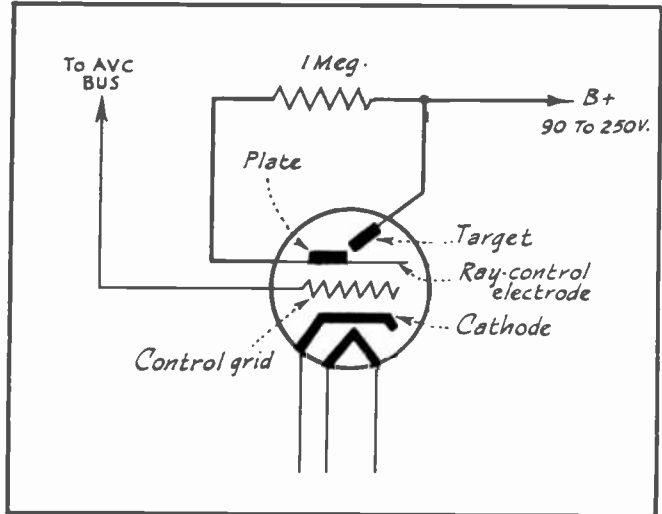 To AVC
BUS
1 Meg.
B+
90 To 250V.
Plate
Target
Ray-control
electrode
Cathode
Control grid